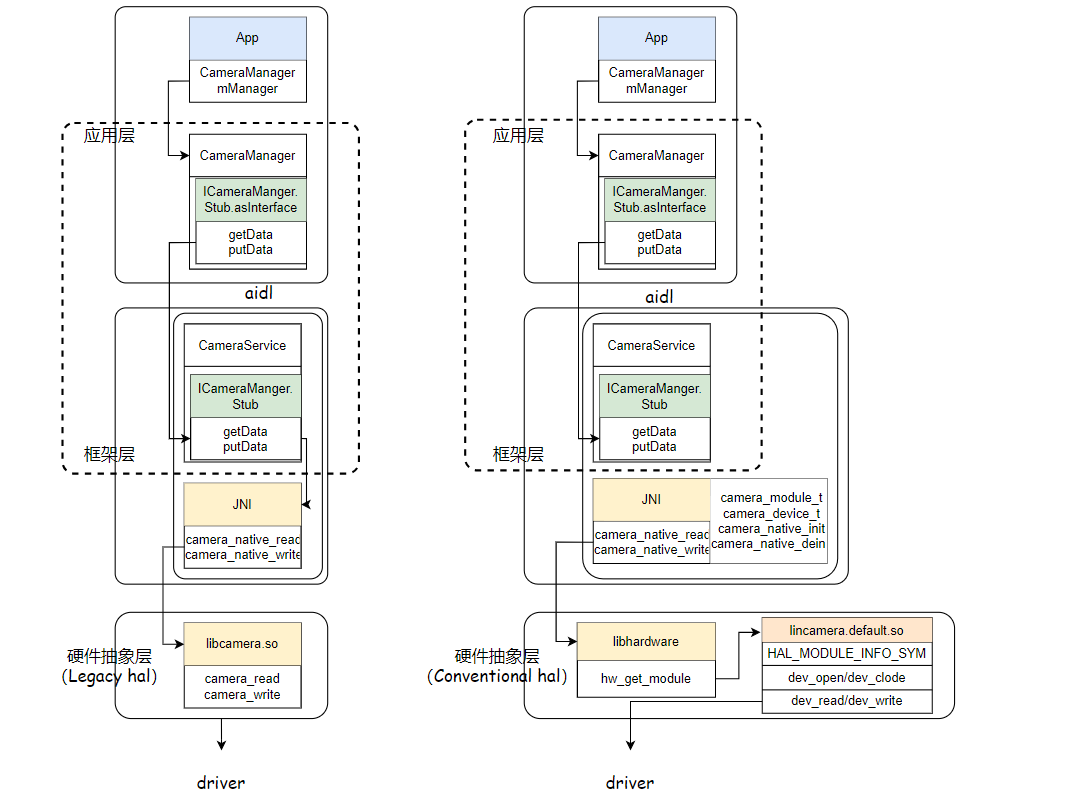 App
CameraManager
mManager
应用层
CameraManager
ICameraManger.
Stub.asInterface
getData
putData
aidl
CameraService
ICameraManger.
Stub
getData
putData
框架层
JNI
camera_native_read
camera_native_write
libcamera.so
硬件抽象层
(Legacy hal)
camera_read
camera_write
driver
App
CameraManager
mManager
应用层
CameraManager
ICameraManger.
Stub.asInterface
getData
putData
aidl
CameraService
ICameraManger.
Stub
getData
putData
框架层
JNI
camera_native_read
camera_native_write
camera_module_t
camera_device_t
camera_native_init
camera_native_dein
硬件抽象层
(Conventional hal)
libhardware
hw_get_module
lincamera.default.so
HAL_MODULE_INFO_SYM
dev_open/dev_clode
dev_read/dev_write
driver